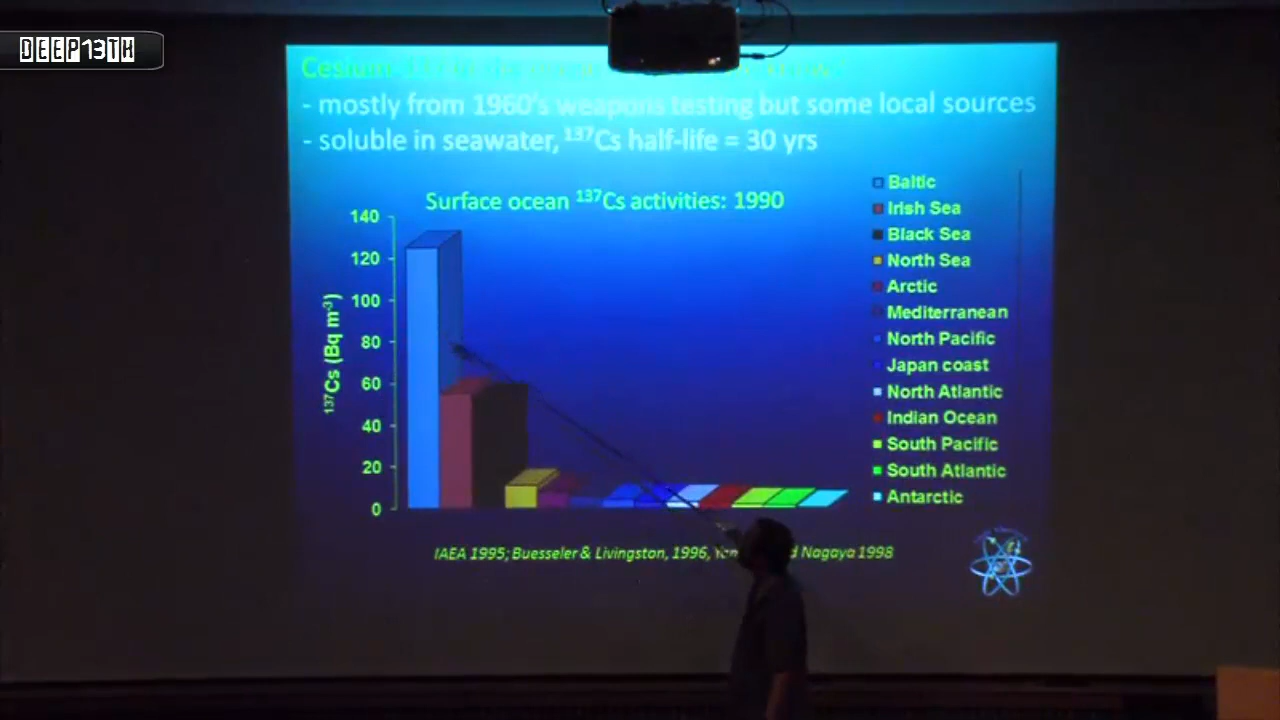 DEEP13TH
Cesium
- mostly from 1960's weapons testing but some local sources
- soluble in seawater, ¹³⁷Cs half-life = 30 yrs
Surface ocean ¹³⁷Cs activities: 1990
¹³⁷Cs (Bq m⁻³)
140
120
100
80
60
40
20
0
Baltic
Irish Sea
Black Sea
North Sea
Arctic
Mediterranean
North Pacific
Japan coast
North Atlantic
Indian Ocean
South Pacific
South Atlantic
Antarctic
IAEA 1995; Buesseler & Livingston, 1996, Nagaya 1998